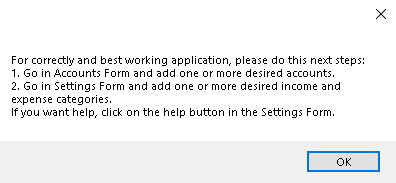 For correctly and best working application, please do this next steps:
1. Go in Accounts Form and add one or more desired accounts.
2. Go in Settings Form and add one or more desired income and
expense categories.
If you want help, click on the help button in the Settings Form.
OK